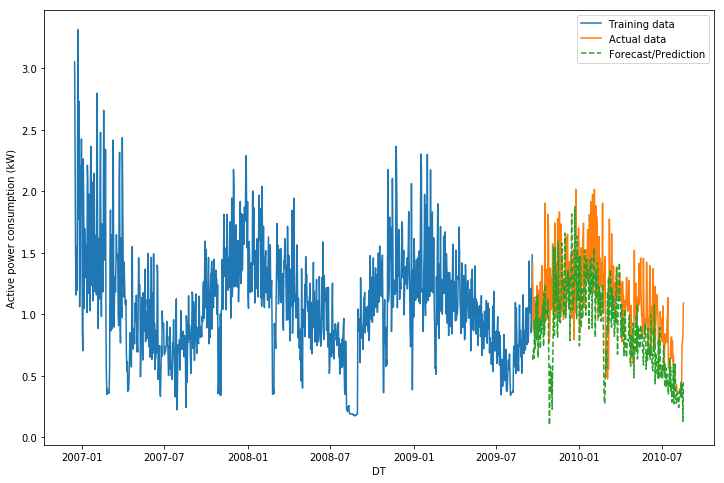 Training data
Actual data
Forecast/Prediction
Active power consumption (kW)
3.0
2.5
2.0
1.5
1.0
0.5
0.0
2007-01 2007-07 2008-01 2008-07 2009-01 2009-07 2010-01 2010-07
DT